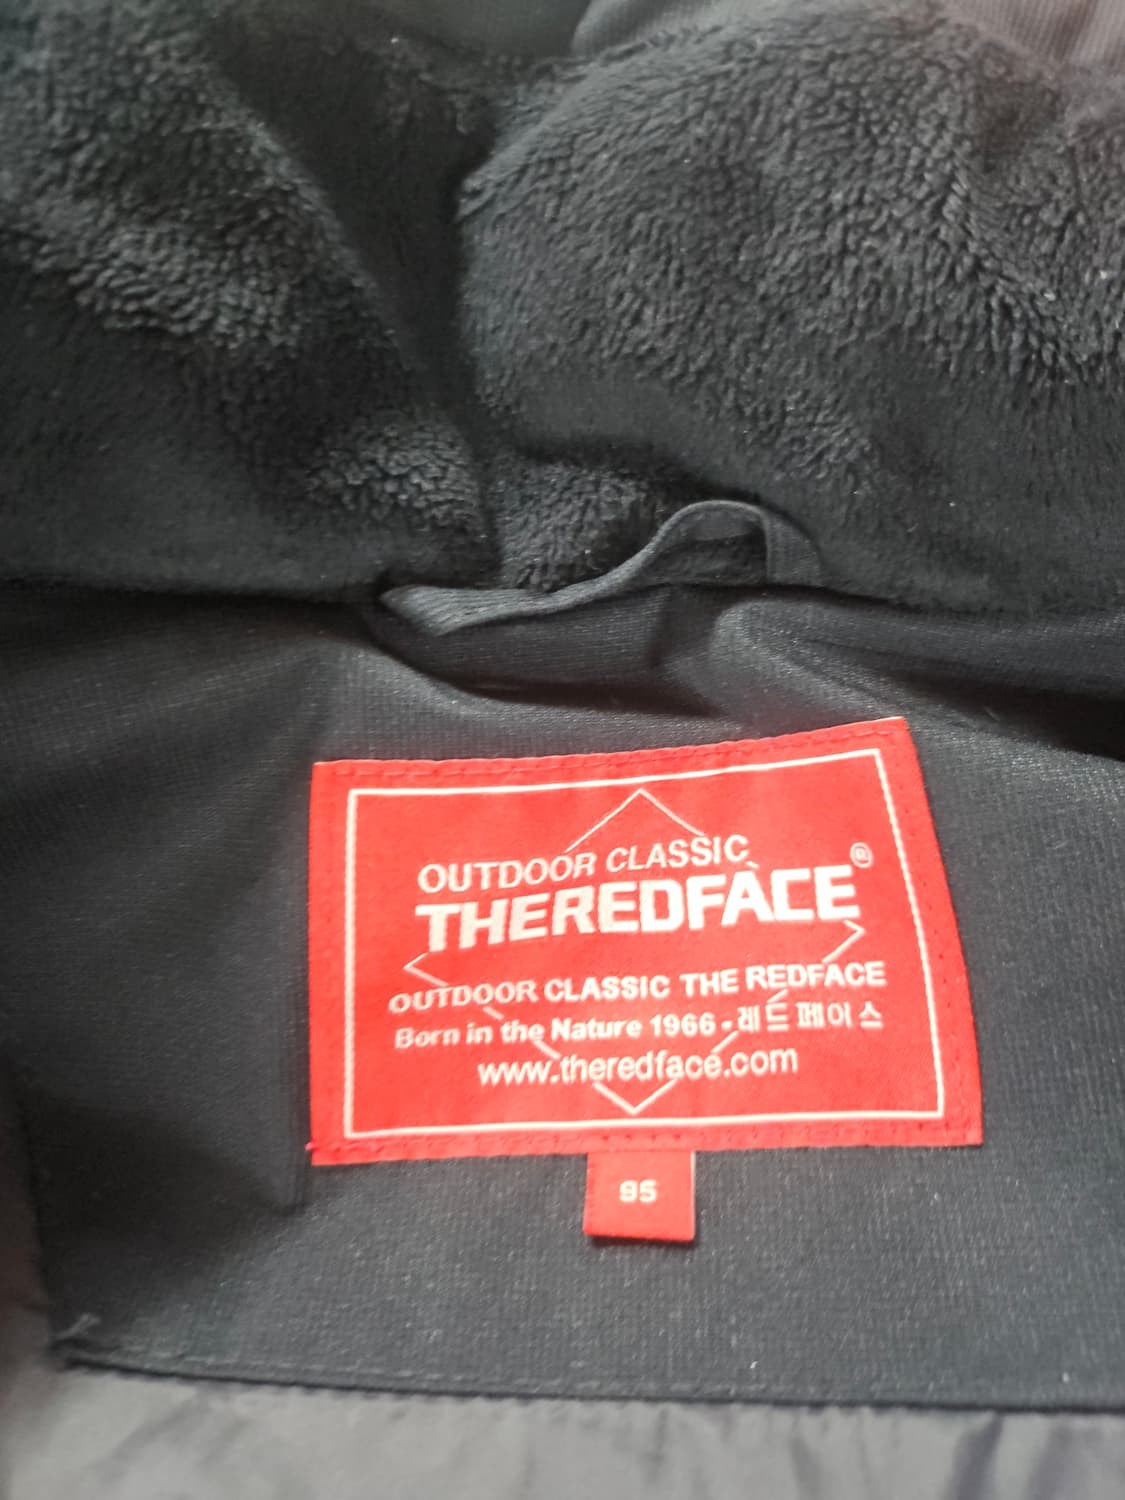 OUTDOOR CLASSIC
THEREDFACE®
OUTDOOR CLASSIC THE REDFACE
Born in the Nature 1966 • 레드페이스
www.theredface.com
95